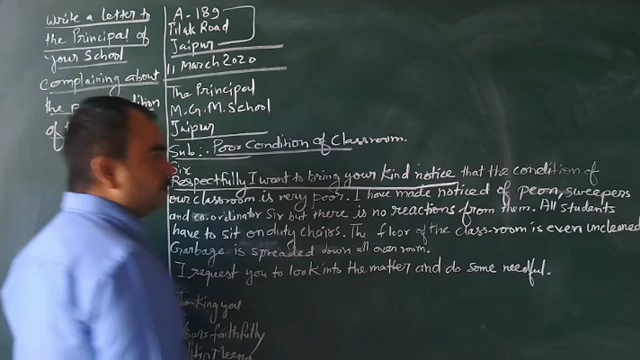 Write a letter to
the Principal of
your School
complaining about
the
of
A-189
Tilak Road
Jaipur
11 March 2020
The Principal
M.G.M. School
Jaipur
Sub:- Poor Condition of Classroom.
Sir
Respectfully I want to bring your kind notice that the condition of
our classroom is very poor. I have made noticed of peon, sweepers
and co-ordinator Sir but there is no reactions from them. All students
have to sit on duty chairs. The floor of the class-room is even uncleaned
Garbage is spreaded down all over room.
I request you to look into the matter and do some needful.
Thanking you
Yours faithfully
Meena